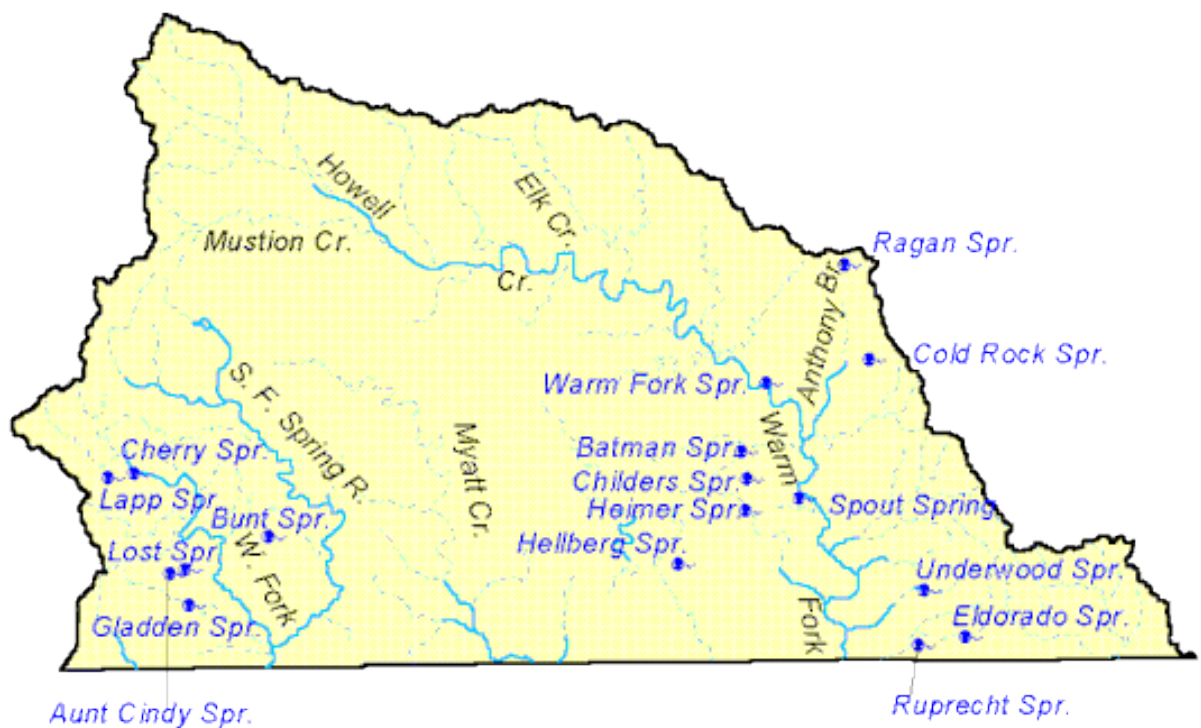 Howell
Elk Cr.
Mustion Cr.
Cr.
Ragan Spr.
Anthony Br.
Cold Rock Spr.
Warm Fork Spr.
S. F. Spring R.
Cherry Spr.
Myatt Cr.
Batman Spr.
Warm
Lapp Spr.
Childers Spr.
Spout Spring
Bunt Spr.
Heimer Spr.
Lost Spr.
W. Fork
Hellberg Spr.
Underwood Spr.
Gladden Spr.
Fork
Eldorado Spr.
Aunt Cindy Spr.
Ruprecht Spr.